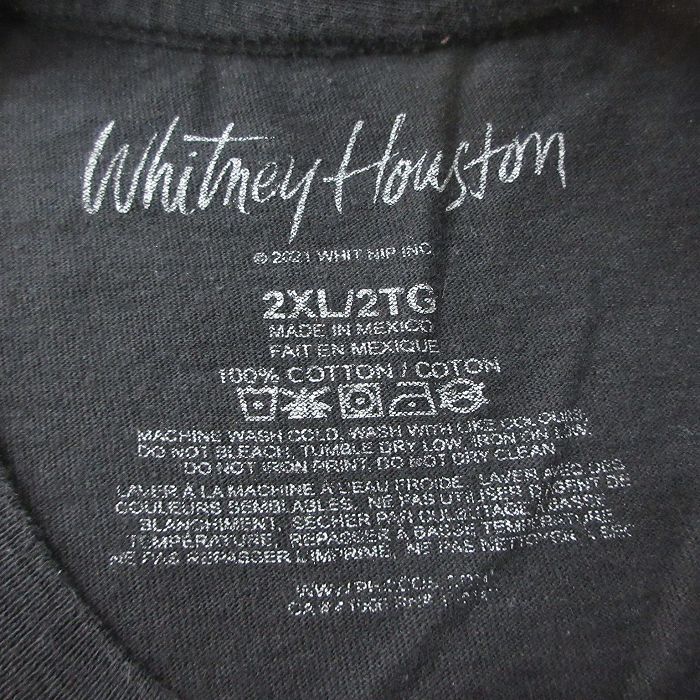 Whitney Houston
© 2021 WHIT NIP INC
2XL/2TG
MADE IN MEXICO
FAIT EN MEXIQUE
100% COTTON / COTON
MACHINE WASH COLD, WASH WITH LIKE COLOURS
DO NOT BLEACH, TUMBLE DRY LOW, IRON ON LOW
DO NOT IRON PRINT, DO NOT DRY CLEAN
LAVER À LA MACHINE À L'EAU FROIDE, LAVER AVEC DES
COULEURS SEMBLABLES, NE PAS UTILISER D'AGENT DE
BLANCHIMENT, SÉCHER PAR CULBUTAGE À BASSE
TEMPÉRATURE, REPASSER À BASSE TEMPÉRATURE
NE PAS REPASSER L'IMPRIMÉ, NE PAS NETTOYER À SEC
CA#